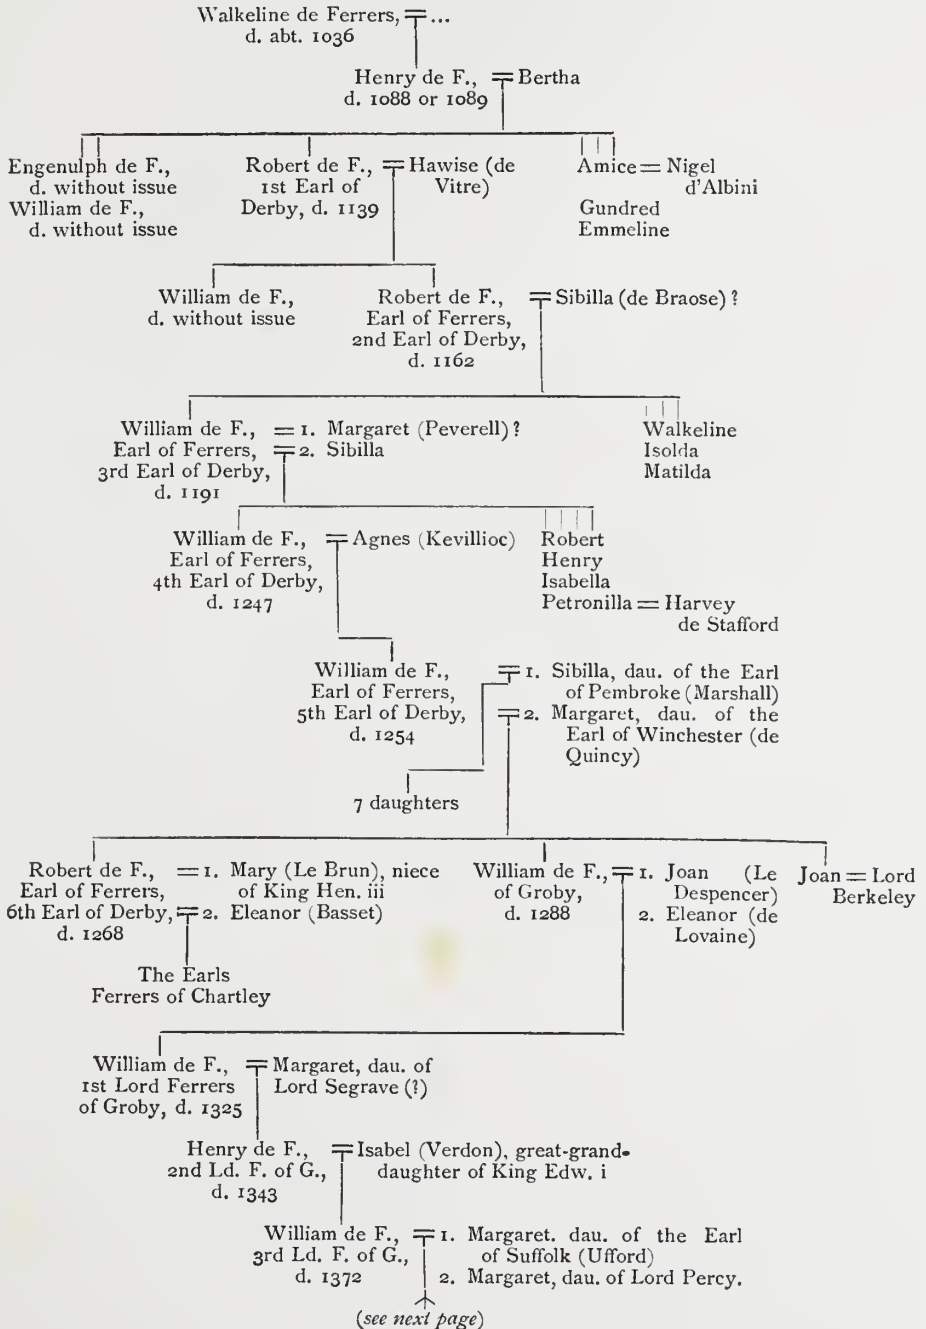 Walkeline de Ferrers, = ...
d. abt. 1036
Henry de F., = Bertha
d. 1088 or 1089
Engenulph de F.,
d. without issue
William de F.,
d. without issue
Robert de F., = Hawise (de
1st Earl of Vitre)
Derby, d. 1139
Amice = Nigel
d'Albini
Gundred
Emmeline
William de F.,
d. without issue
Robert de F., = Sibilla (de Braose) ?
Earl of Ferrers,
2nd Earl of Derby,
d. 1162
William de F., = 1. Margaret (Peverell) ?
Earl of Ferrers, = 2. Sibilla
3rd Earl of Derby,
d. 1191
Walkeline
Isolda
Matilda
William de F., = Agnes (Kevillioc)
Earl of Ferrers,
4th Earl of Derby,
d. 1247
Robert
Henry
Isabella
Petronilla = Harvey
de Stafford
William de F.,
Earl of Ferrers,
5th Earl of Derby,
d. 1254
= 1. Sibilla, dau. of the Earl
of Pembroke (Marshall)
= 2. Margaret, dau. of the
Earl of Winchester (de
Quincy)
7 daughters
Robert de F., = 1. Mary (Le Brun), niece
Earl of Ferrers, of King Hen. iii
6th Earl of Derby, = 2. Eleanor (Basset)
d. 1268
William de F., = 1. Joan (Le
of Groby, Despencer)
d. 1288 2. Eleanor (de
Lovaine)
Joan = Lord
Berkeley
The Earls
Ferrers of Chartley
William de F., = Margaret, dau. of
1st Lord Ferrers Lord Segrave (?)
of Groby, d. 1325
Henry de F., = Isabel (Verdon), great-grand-
2nd Ld. F. of G., daughter of King Edw. i
d. 1343
William de F., = 1. Margaret. dau. of the Earl
3rd Ld. F. of G., of Suffolk (Ufford)
d. 1372 2. Margaret, dau. of Lord Percy.
(see next page)